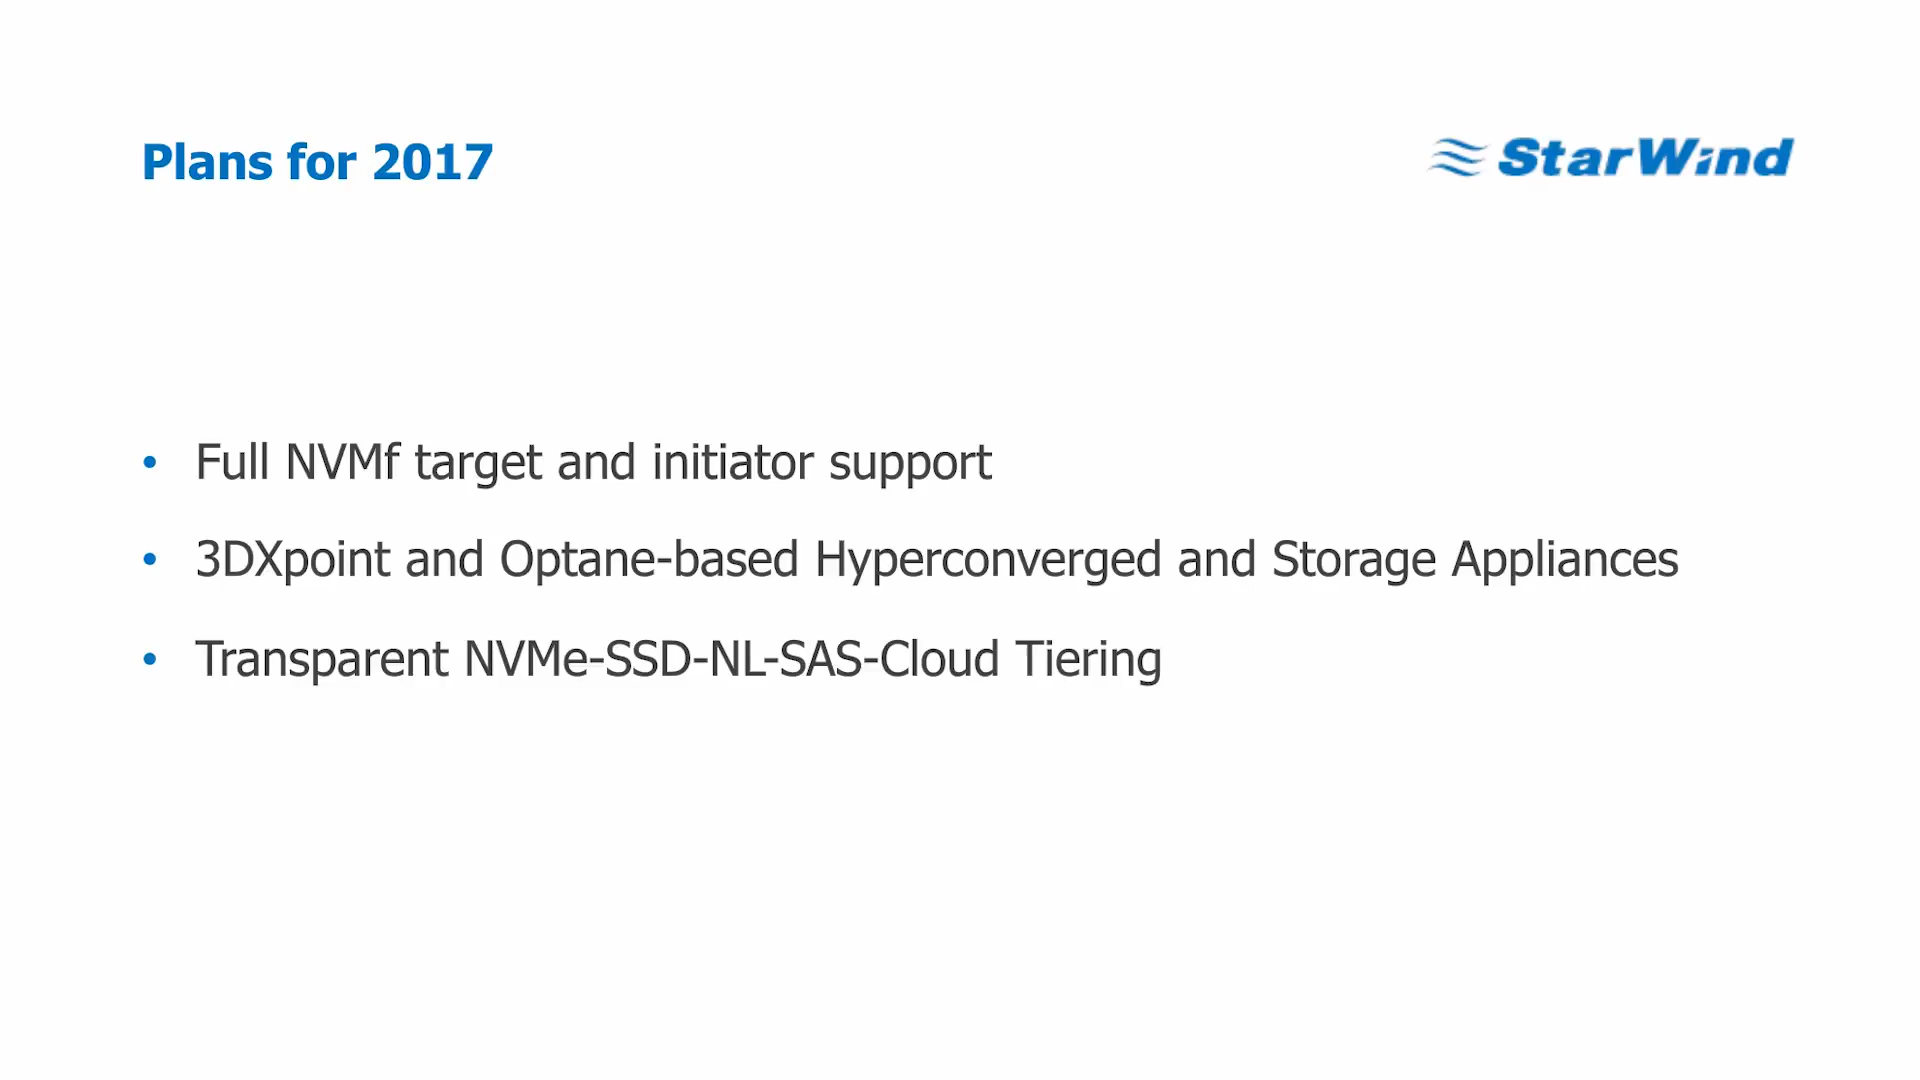 Plans for 2017
StarWind
• Full NVMf target and initiator support
• 3DXpoint and Optane-based Hyperconverged and Storage Appliances
• Transparent NVMe-SSD-NL-SAS-Cloud Tiering